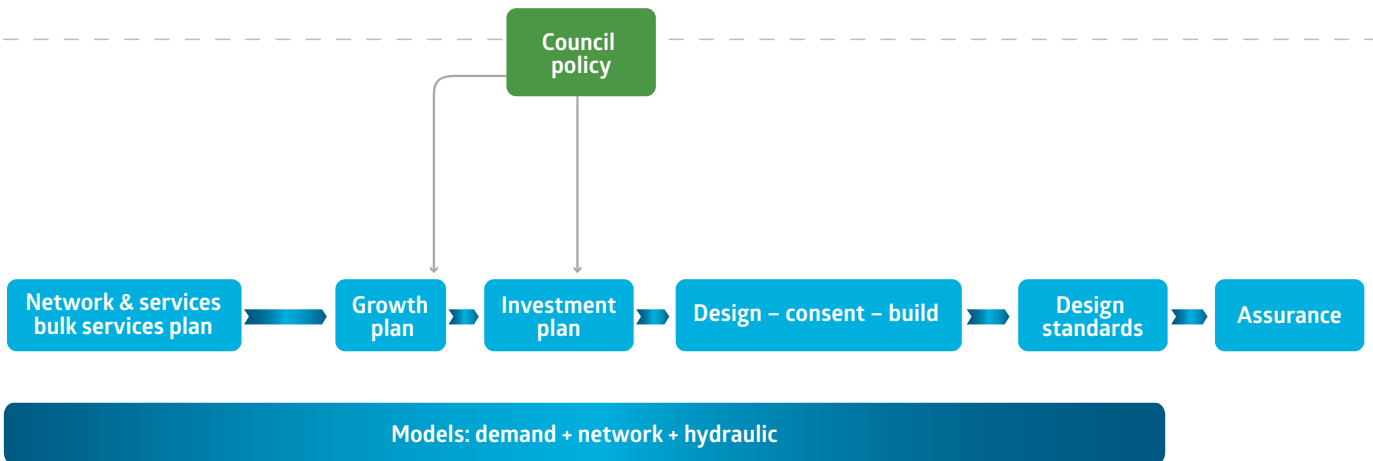 Council
policy
Network & services
bulk services plan
Growth
plan
Investment
plan
Design – consent – build
Design
standards
Assurance
Models: demand + network + hydraulic